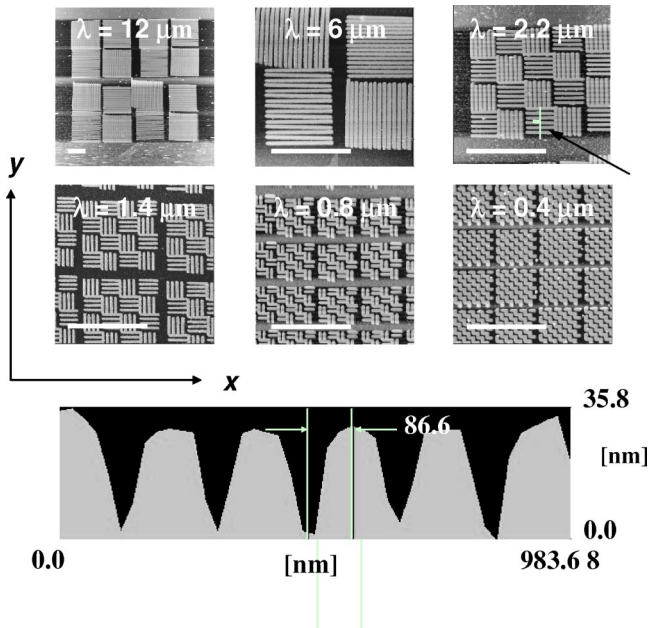 λ = 12 μm
λ = 6 μm
λ = 2.2 μm
y
λ = 1.4 μm
λ = 0.8 μm
λ = 0.4 μm
x
35.8
86.6
[nm]
0.0
0.0
[nm]
983.6 8